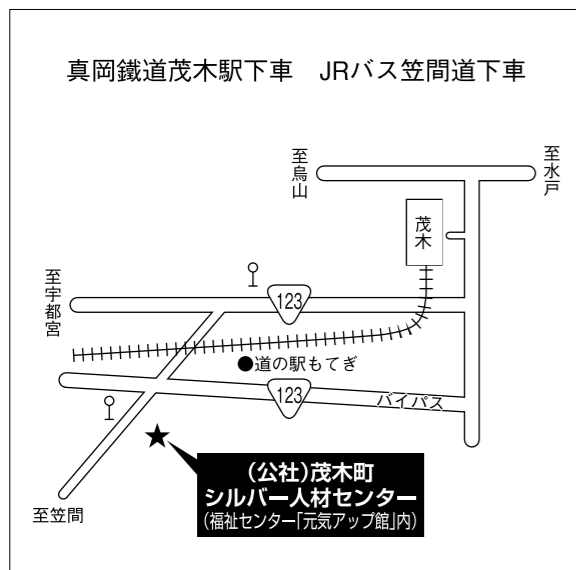 真岡鐵道茂木駅下車　JRバス笠間道下車
至烏山
至水戸
茂木
至宇都宮
123
●道の駅もてぎ
123
バイパス
(公社)茂木町
シルバー人材センター
(福祉センター「元気アップ館」内)
至笠間